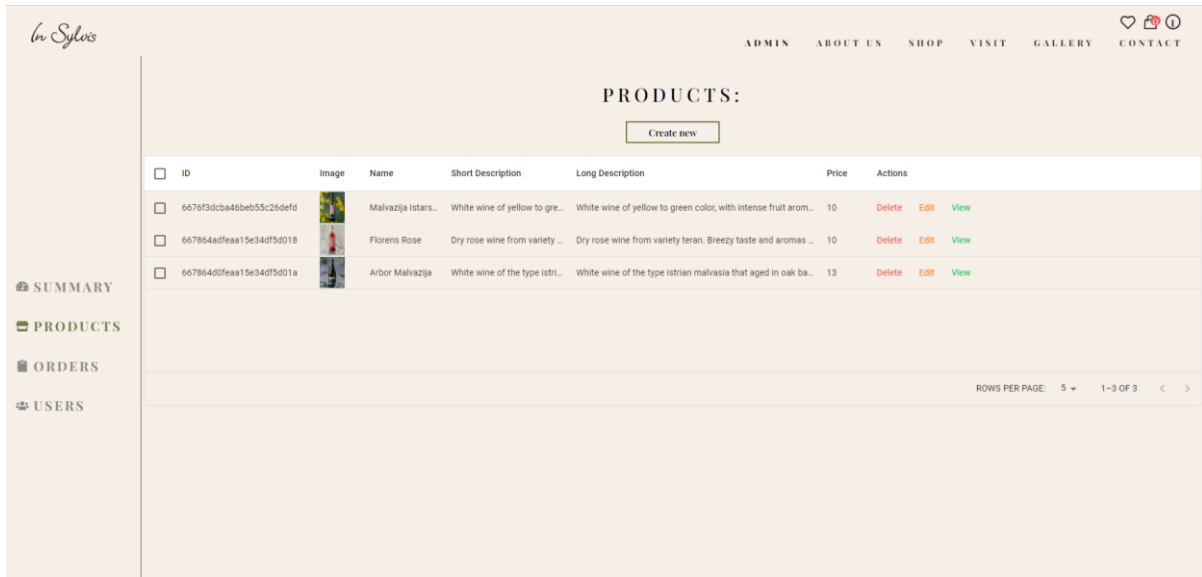 In Sylvis
0
ADMIN ABOUT US SHOP VISIT GALLERY CONTACT
PRODUCTS:
Create new
ID Image Name Short Description Long Description Price Actions
6676f3dcba46beb55c26defd Malvazija Istars... White wine of yellow to gre... White wine of yellow to green color, with intense fruit arom... 10 Delete Edit View
667864adfeaa15e34df5d018 Florens Rose Dry rose wine from variety ... Dry rose wine from variety teran. Breezy taste and aromas ... 10 Delete Edit View
667864d0feaa15e34df5d01a Arbor Malvazija White wine of the type istri... White wine of the type istrian malvasia that aged in oak ba... 13 Delete Edit View
SUMMARY
PRODUCTS
ORDERS
USERS
ROWS PER PAGE: 5 1–3 OF 3